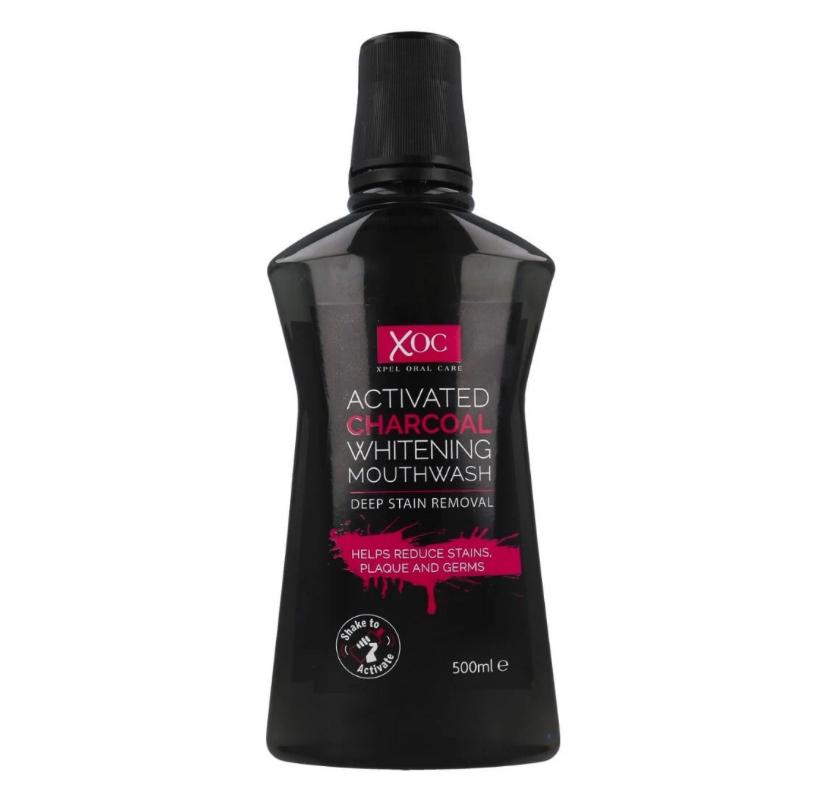 XOC
XPEL ORAL CARE
ACTIVATED
CHARCOAL
WHITENING
MOUTHWASH
DEEP STAIN REMOVAL
HELPS REDUCE STAINS,
PLAQUE AND GERMS
Shake to
Activate
500ml ℮